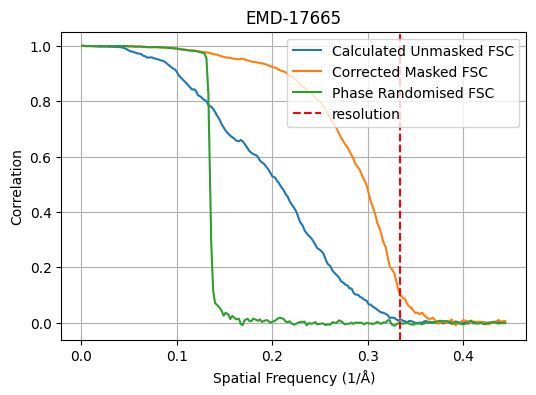 EMD-17665
Calculated Unmasked FSC
Corrected Masked FSC
Phase Randomised FSC
resolution
Correlation
1.0
0.8
0.6
0.4
0.2
0.0
0.0 0.1 0.2 0.3 0.4
Spatial Frequency (1/Å)